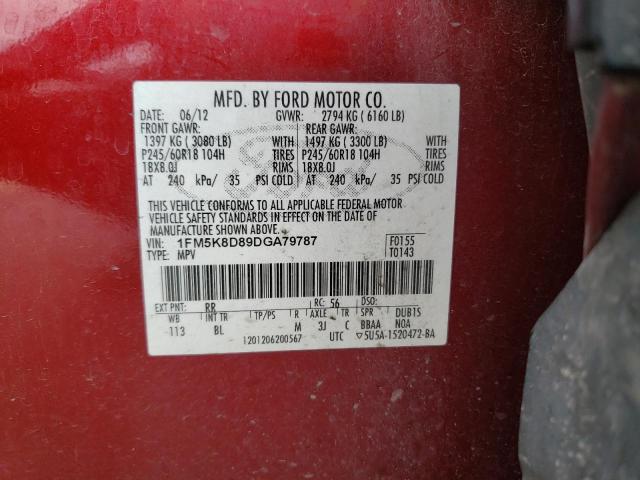 MFD. BY FORD MOTOR CO.
DATE: 06/12 GVWR: 2794 KG ( 6160 LB)
FRONT GAWR: REAR GAWR:
1397 KG ( 3080 LB) 1497 KG ( 3300 LB)
P245/60R18 104H TIRES P245/60R18 104H TIRES
18X8.0J RIMS 18X8.0J RIMS
AT 240 kPa/ 35 PSI COLD AT 240 kPa/ 35 PSI COLD
THIS VEHICLE CONFORMS TO ALL APPLICABLE FEDERAL MOTOR
VEHICLE SAFETY STANDARDS IN EFFECT ON THE DATE OF
MANUFACTURE SHOWN ABOVE.
VIN: 1FM5K8D89DGA79787 F0155
TYPE: MPV T0143
EXT PNT: RR RC: 56 DSO:
WB INT TR TP/PS R AXLE TR SPR DUB1S
113 BL M 3J C BBAA N0A
1201206200567 UTC ▽5U5A-1520472-BA